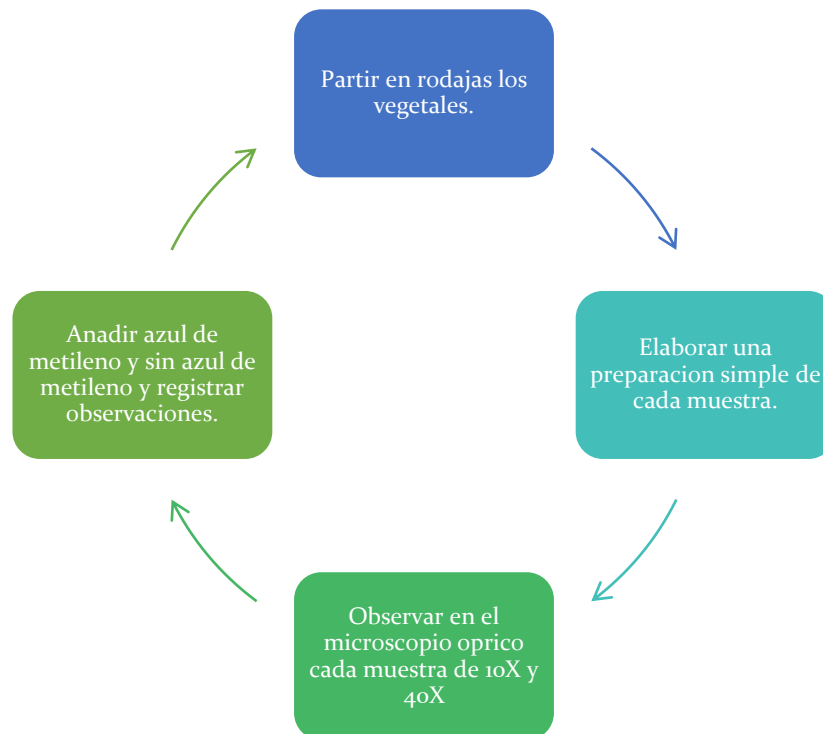 Partir en rodajas los
vegetales.
Elaborar una
preparacion simple de
cada muestra.
Observar en el
microscopio oprico
cada muestra de 10X y
40X
Anadir azul de
metileno y sin azul de
metileno y registrar
observaciones.